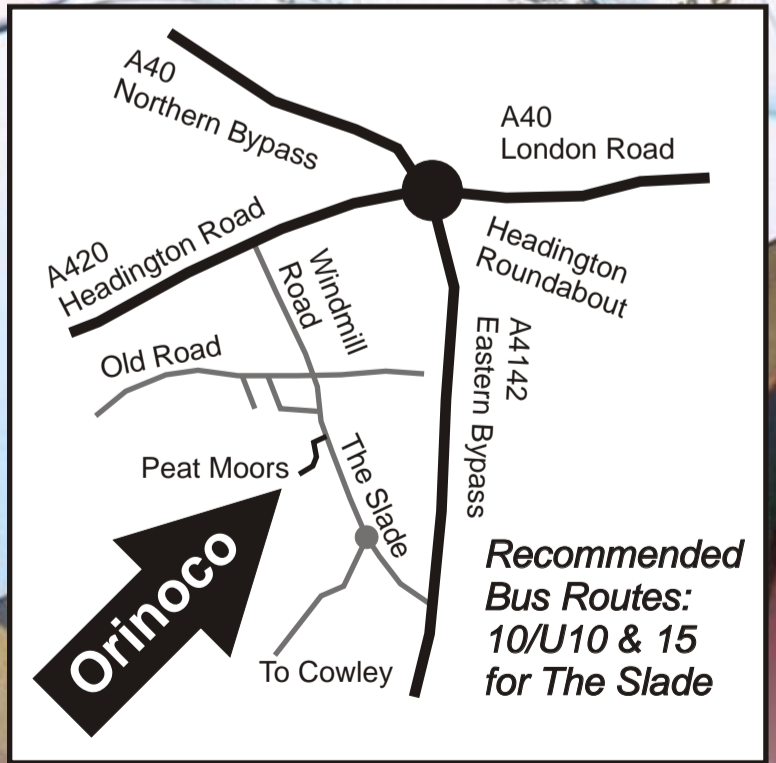 A40
Northern Bypass
A40
London Road
A420
Headington Road
Windmill
Road
Headington
Roundabout
Old Road
A4142
Eastern Bypass
Peat Moors
The Slade
Orinoco
To Cowley
Recommended
Bus Routes:
10/U10 & 15
for The Slade